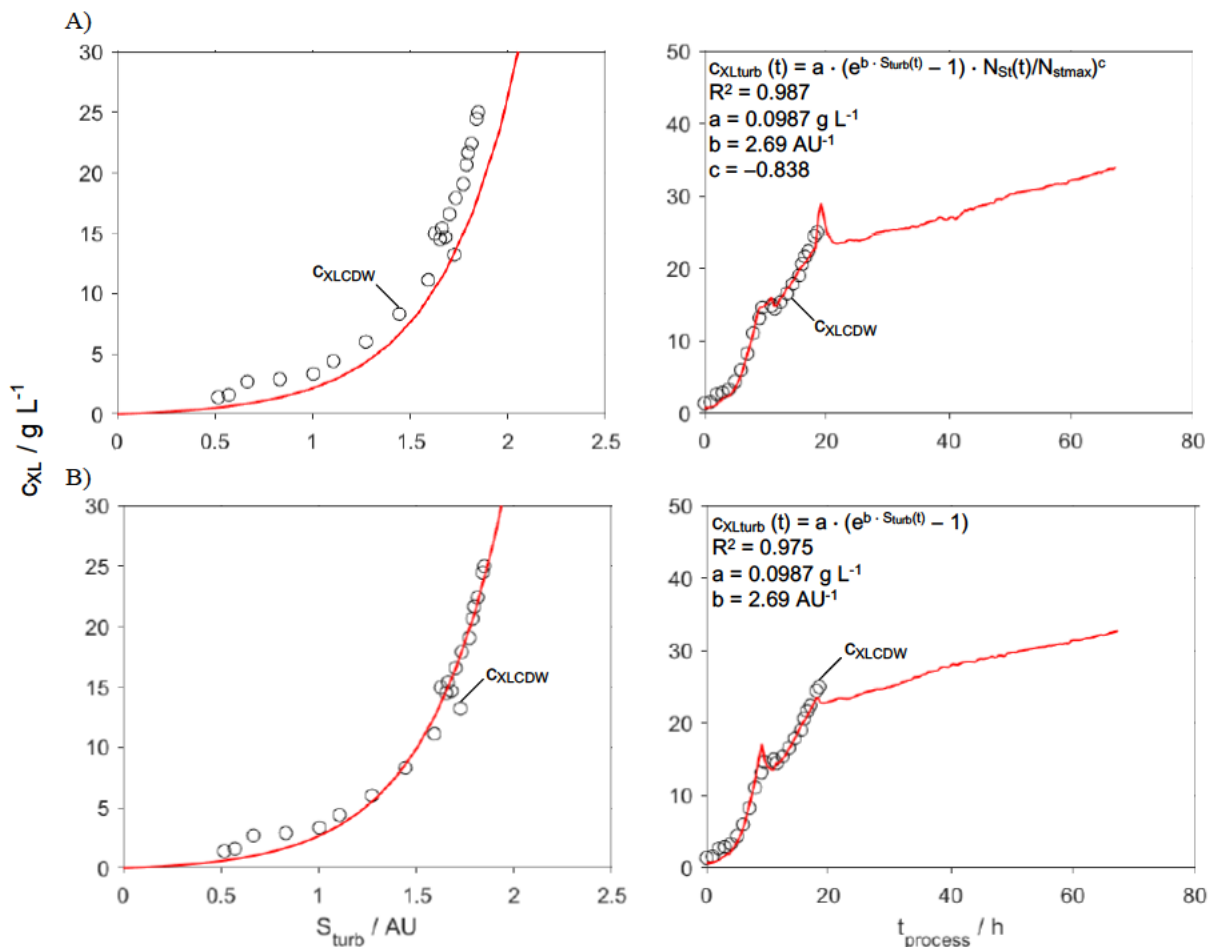 A)
30
25
20
15
10
5
0
cXLCDW
0 0.5 1 1.5 2 2.5
50
40
30
20
10
0
cXLturb (t) = a · (e^b · Sturb(t) – 1) · NSt(t)/Nstmax)^c
R² = 0.987
a = 0.0987 g L⁻¹
b = 2.69 AU⁻¹
c = –0.838
cXLCDW
0 20 40 60 80
cXL / g L⁻¹
B)
30
25
20
15
10
5
0
cXLCDW
0 0.5 1 1.5 2 2.5
Sturb / AU
50
40
30
20
10
0
cXLturb (t) = a · (e^b · Sturb(t) – 1)
R² = 0.975
a = 0.0987 g L⁻¹
b = 2.69 AU⁻¹
cXLCDW
0 20 40 60 80
tprocess / h